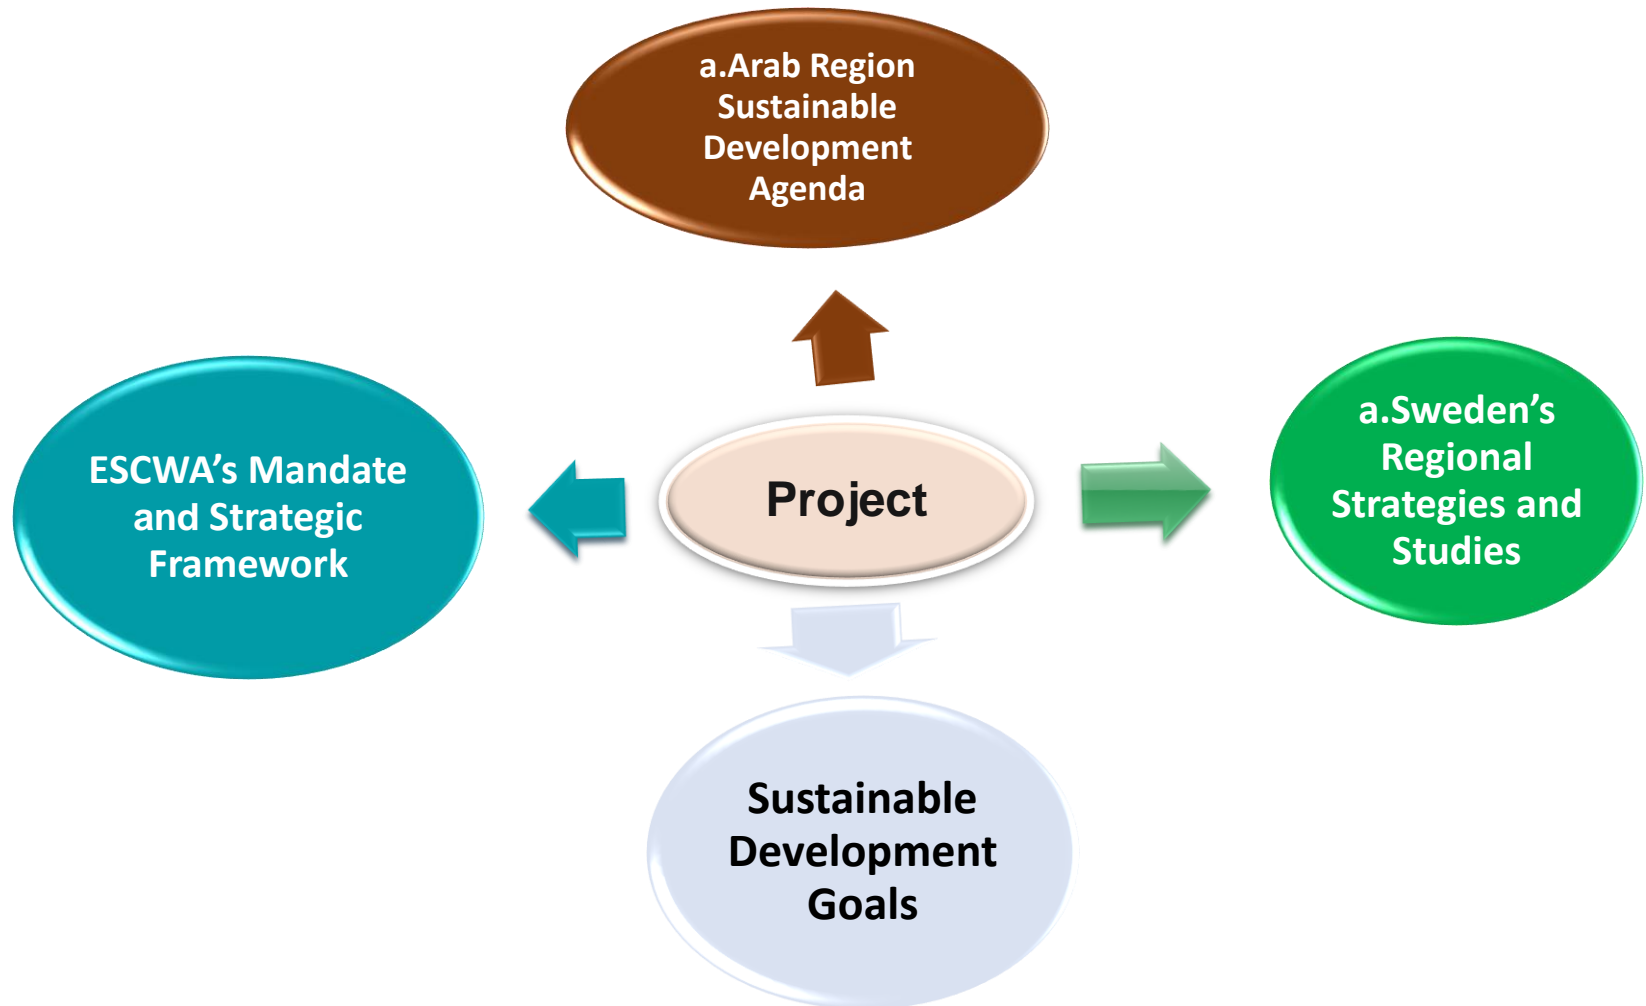 a.Arab Region
Sustainable
Development
Agenda
ESCWA’s Mandate
and Strategic
Framework
Project
a.Sweden’s
Regional
Strategies and
Studies
Sustainable
Development
Goals